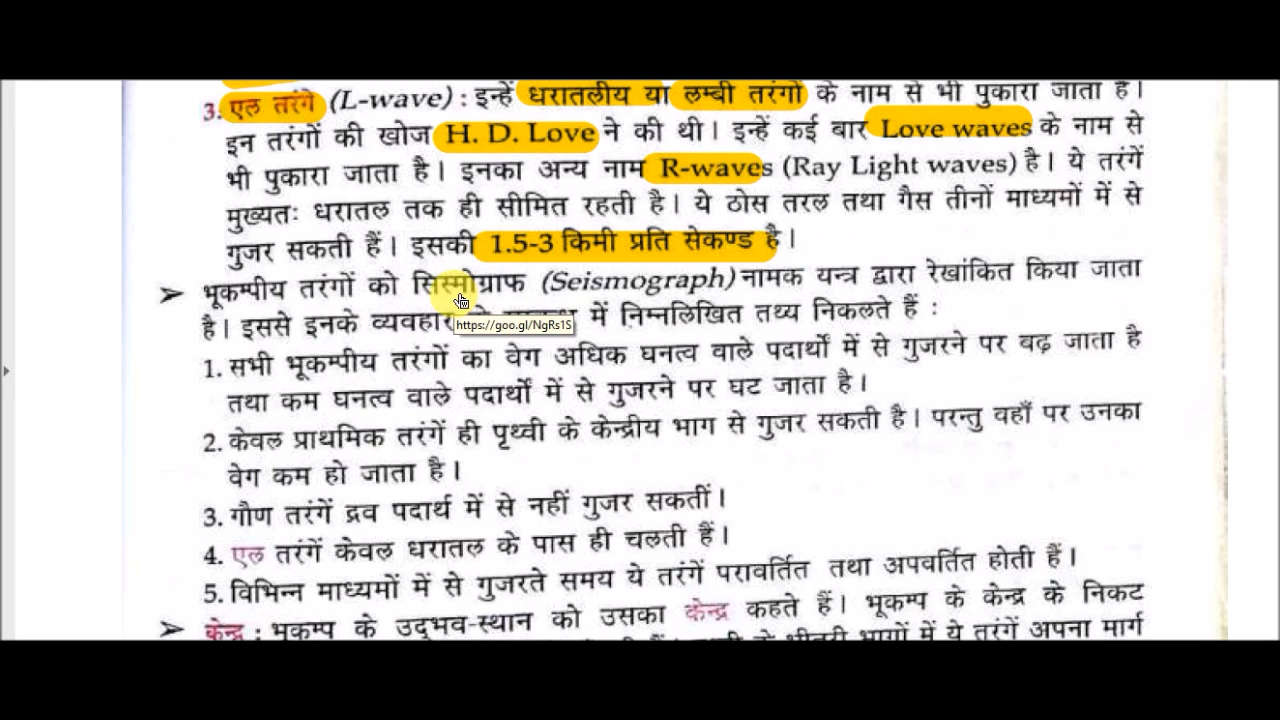 3. एल तरंगें (L-wave) : इन्हें धरातलीय या लम्बी तरंगों के नाम से भी पुकारा जाता है।
इन तरंगों की खोज H. D. Love ने की थी। इन्हें कई बार Love waves के नाम से
भी पुकारा जाता है। इनका अन्य नाम R-waves (Ray Light waves) है। ये तरंगें
मुख्यतः धरातल तक ही सीमित रहती है। ये ठोस तरल तथा गैस तीनों माध्यमों में से
गुजर सकती हैं। इसकी 1.5-3 किमी प्रति सेकण्ड है।
➢ भूकम्पीय तरंगों को सिस्मोग्राफ (Seismograph) नामक यन्त्र द्वारा रेखांकित किया जाता
है। इससे इनके व्यवहार में निम्नलिखित तथ्य निकलते हैं :
https://goo.gl/NgRs1S
1. सभी भूकम्पीय तरंगों का वेग अधिक घनत्व वाले पदार्थों में से गुजरने पर बढ़ जाता है
तथा कम घनत्व वाले पदार्थों में से गुजरने पर घट जाता है।
2. केवल प्राथमिक तरंगें ही पृथ्वी के केन्द्रीय भाग से गुजर सकती है। परन्तु वहाँ पर उनका
वेग कम हो जाता है।
3. गौण तरंगें द्रव पदार्थ में से नहीं गुजर सकतीं।
4. एल तरंगें केवल धरातल के पास ही चलती हैं।
5. विभिन्न माध्यमों में से गुजरते समय ये तरंगें परावर्तित तथा अपवर्तित होती हैं।
➢ केन्द्र : भूकम्प के उद्भव-स्थान को उसका केन्द्र कहते हैं। भूकम्प के केन्द्र के निकट
भीतरी भागों में ये तरंगें अपना मार्ग